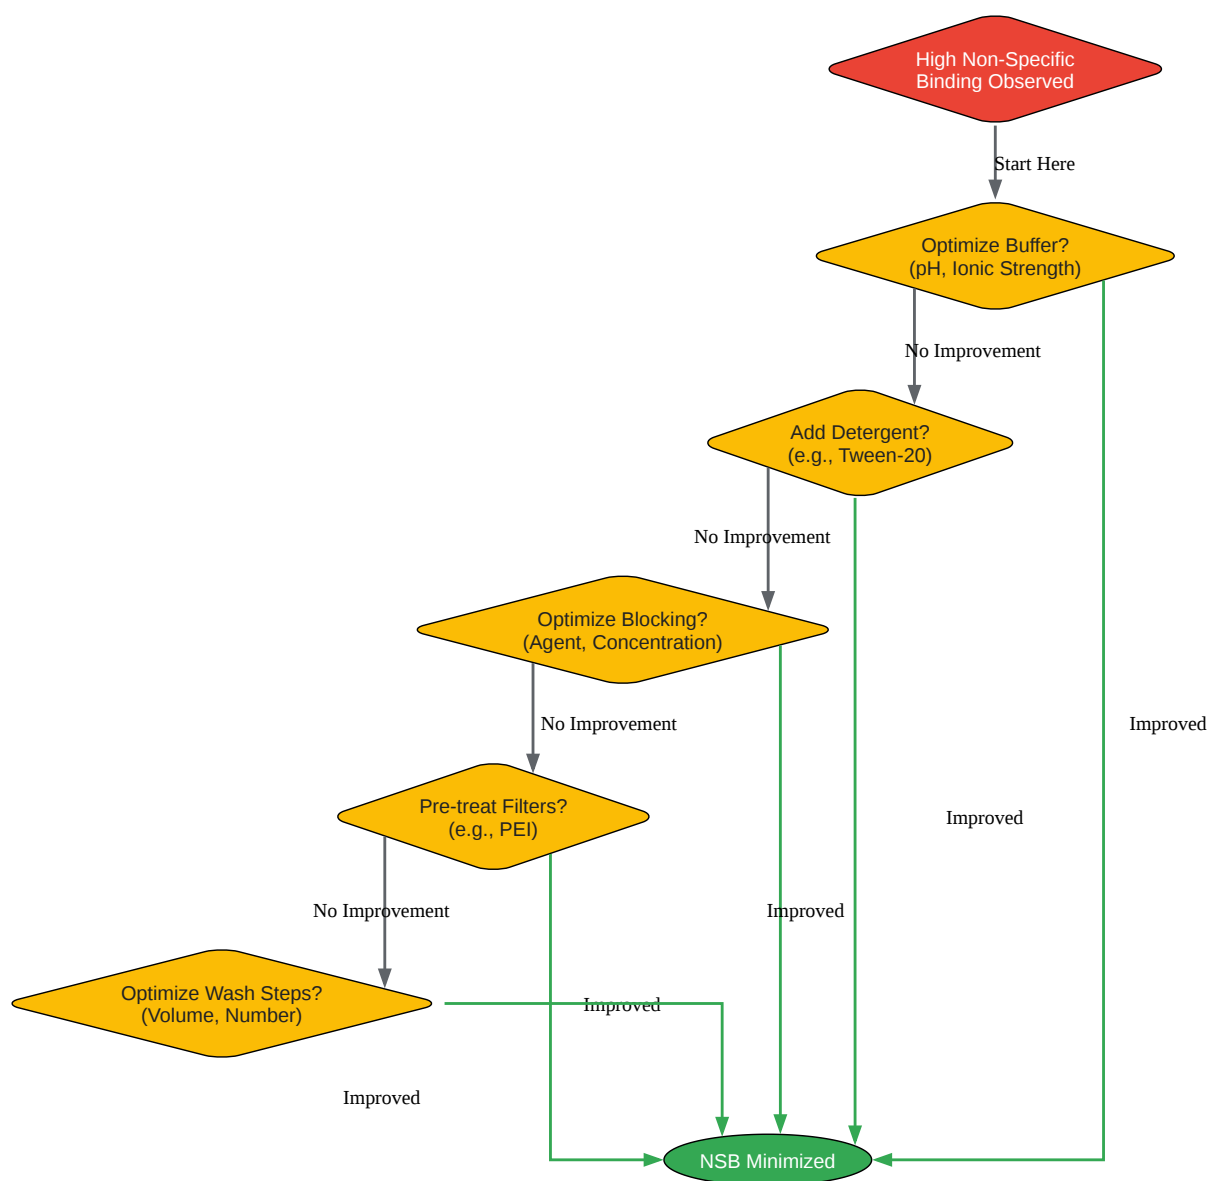 High Non-Specific
Binding Observed
Start Here
Optimize Buffer?
(pH, Ionic Strength)
No Improvement
Add Detergent?
(e.g., Tween-20)
No Improvement
Optimize Blocking?
(Agent, Concentration)
No Improvement
Improved
Pre-treat Filters?
(e.g., PEI)
Improved
No Improvement
Improved
Optimize Wash Steps?
(Volume, Number)
Improved
Improved
NSB Minimized